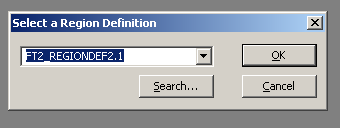 Select a Region Definition
FT2_REGIONDEF2.1
OK
Search...
Cancel